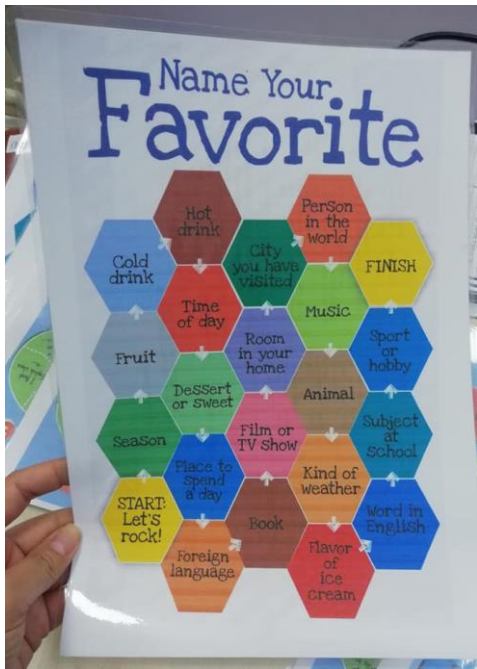 Name Your
Favorite
START:
Let's
rock!
Season
Fruit
Cold
drink
Hot
drink
Time
of day
Dessert
or sweet
Place to
spend
a day
Foreign
language
Book
Film or
TV show
Room
in your
home
City
you have
visited
Person
in the
world
Music
Animal
Kind of
weather
Flavor
of
ice
cream
Word in
English
Subject
at
school
Sport
or
hobby
FINISH